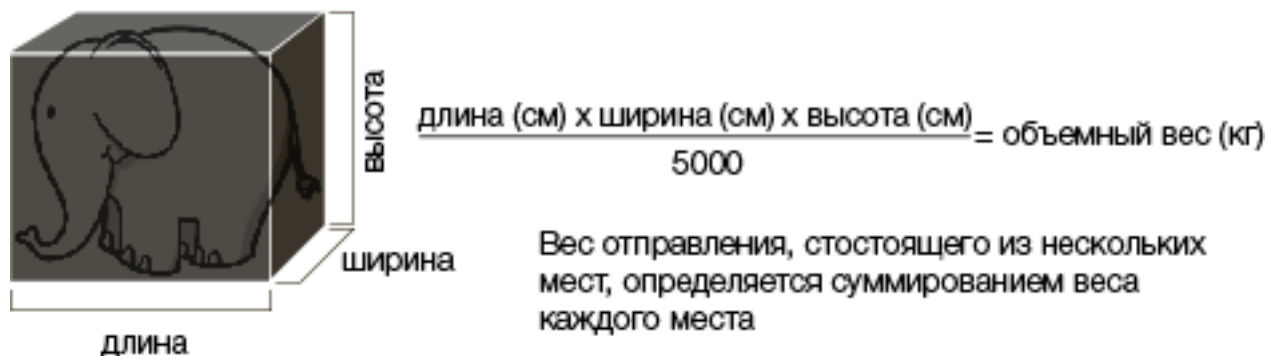 высота
ширина
длина
длина (см) x ширина (см) x высота (см)
5000
= объемный вес (кг)
Вес отправления, стостоящего из нескольких
мест, определяется суммированием веса
каждого места